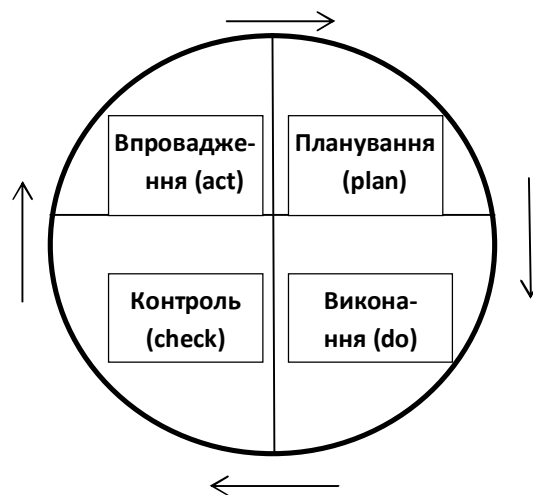 Впровадже-
ння (act)
Планування
(plan)
Контроль
(check)
Викона-
ння (do)